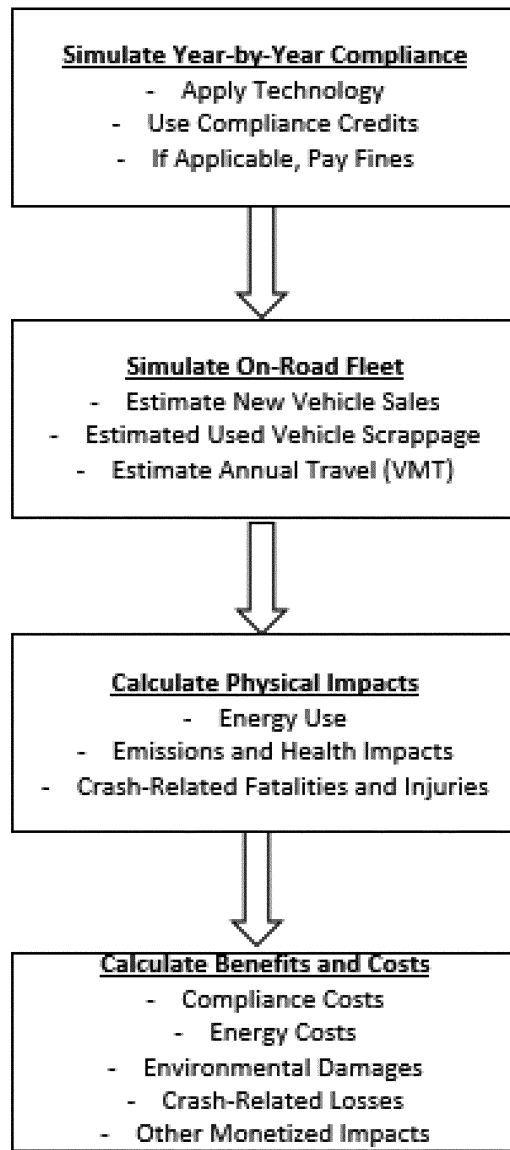 Simulate Year-by-Year Compliance
- Apply Technology
- Use Compliance Credits
- If Applicable, Pay Fines
Simulate On-Road Fleet
- Estimate New Vehicle Sales
- Estimated Used Vehicle Scrappage
- Estimate Annual Travel (VMT)
Calculate Physical Impacts
- Energy Use
- Emissions and Health Impacts
- Crash-Related Fatalities and Injuries
Calculate Benefits and Costs
- Compliance Costs
- Energy Costs
- Environmental Damages
- Crash-Related Losses
- Other Monetized Impacts